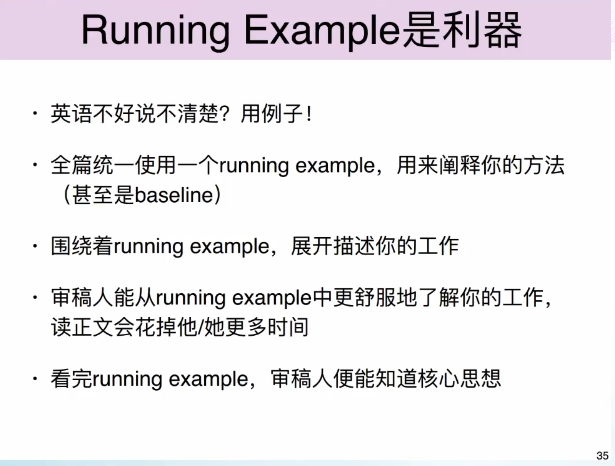 Running Example是利器
· 英语不好说不清楚？用例子！
· 全篇统一使用一个running example，用来阐释你的方法
（甚至是baseline）
· 围绕着running example，展开描述你的工作
· 审稿人能从running example中更舒服地了解你的工作，
读正文会花掉他/她更多时间
· 看完running example，审稿人便能知道核心思想
35